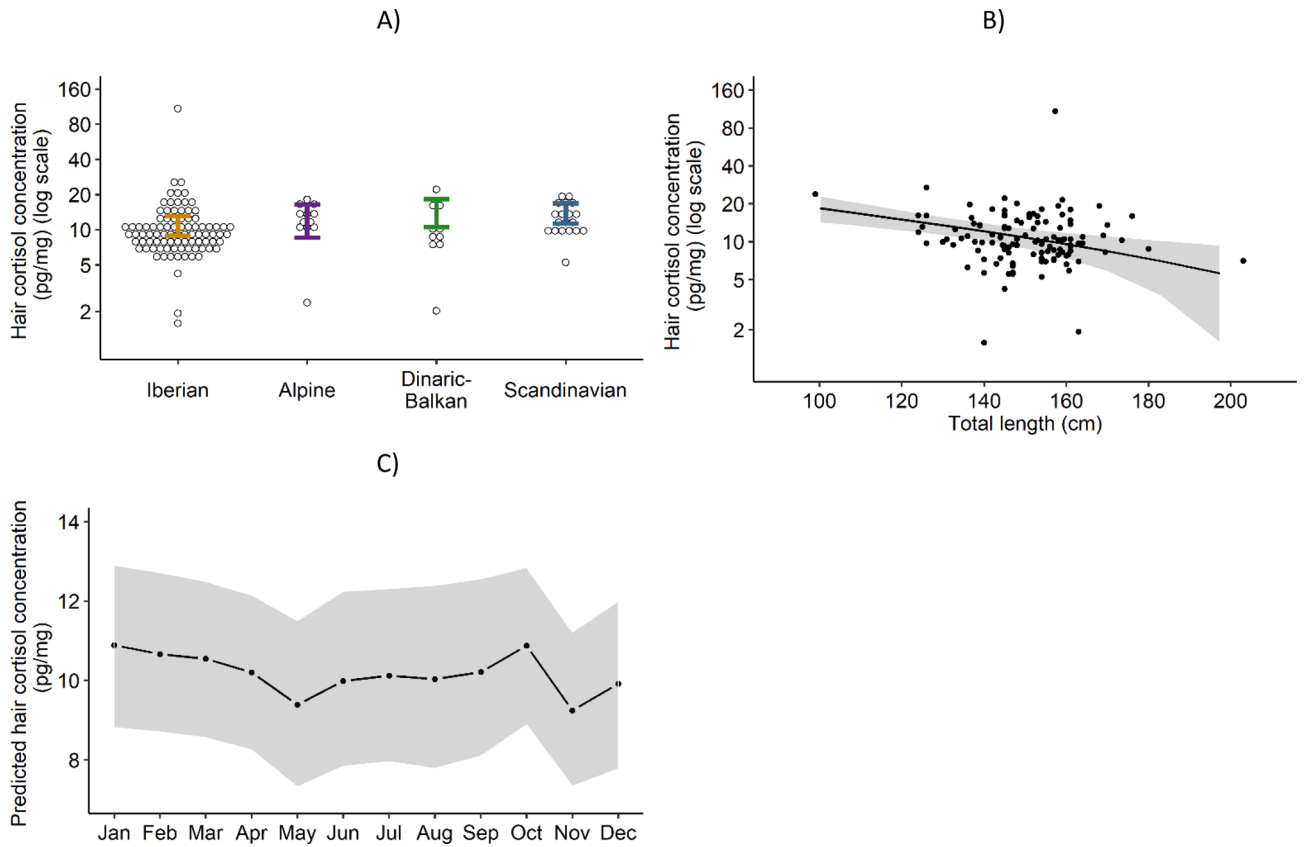 A)
Hair cortisol concentration
(pg/mg) (log scale)
160
80
40
20
10
5
2
Iberian
Alpine
Dinaric-
Balkan
Scandinavian
B)
Hair cortisol concentration
(pg/mg) (log scale)
160
80
40
20
10
5
2
100
120
140
160
180
200
Total length (cm)
C)
Predicted hair cortisol concentration
(pg/mg)
14
12
10
8
Jan Feb Mar Apr May Jun Jul Aug Sep Oct Nov Dec